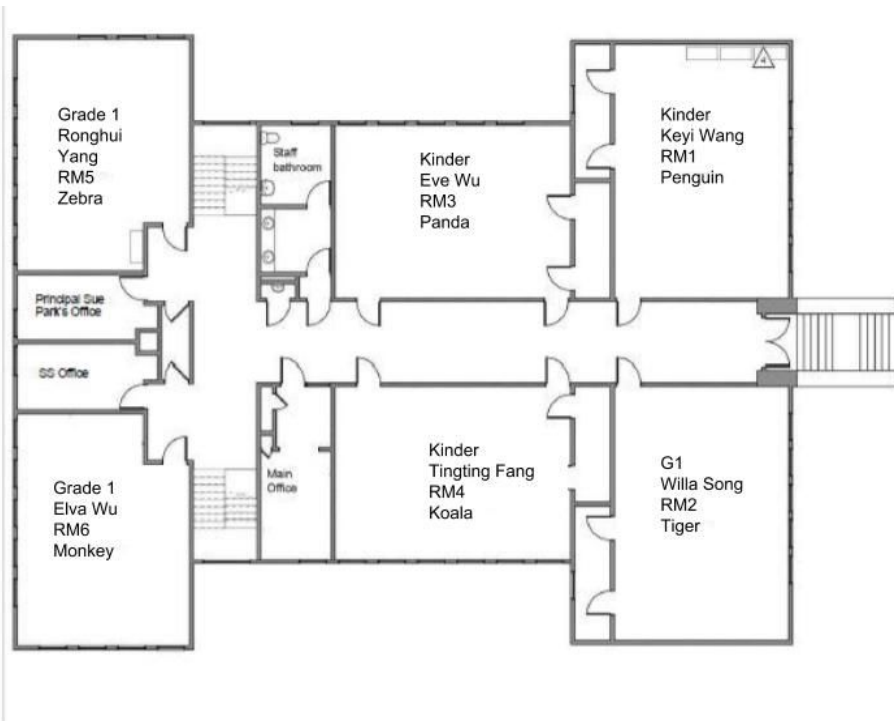 Grade 1
Ronghui
Yang
RM5
Zebra
Staff
bathroom
Kinder
Eve Wu
RM3
Panda
Kinder
Keyi Wang
RM1
Penguin
4
Principal Sue
Park's Office
SS Office
Grade 1
Elva Wu
RM6
Monkey
Main
Office
Kinder
Tingting Fang
RM4
Koala
G1
Willa Song
RM2
Tiger